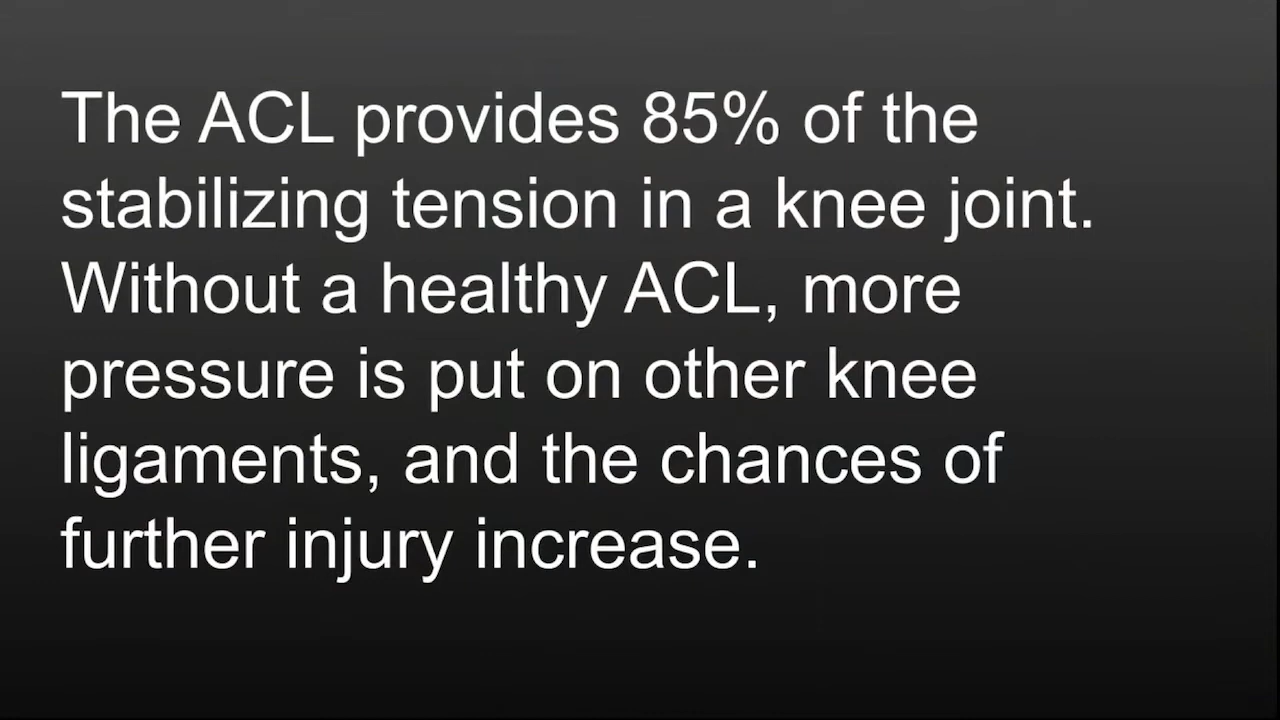 The ACL provides 85% of the
stabilizing tension in a knee joint.
Without a healthy ACL, more
pressure is put on other knee
ligaments, and the chances of
further injury increase.